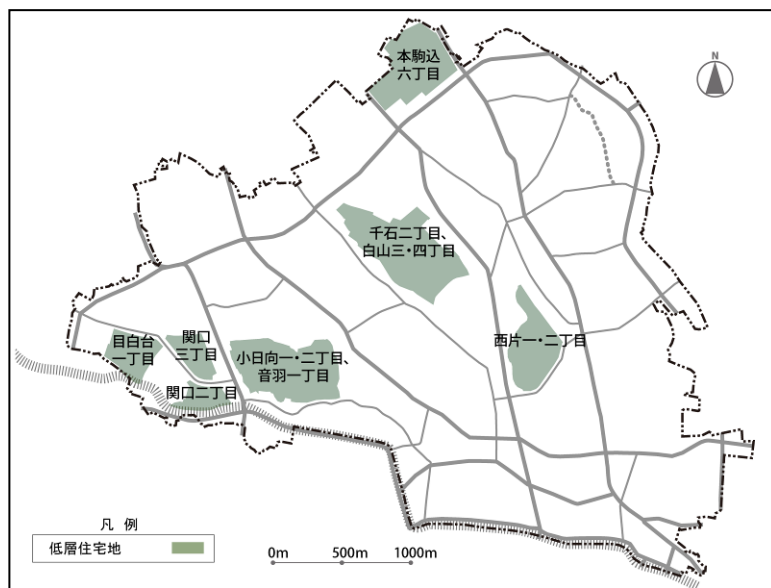 本駒込
六丁目
N
千石二丁目、
白山三・四丁目
目白台
一丁目
関口
三丁目
小日向一・二丁目、
音羽一丁目
西片一・二丁目
関口二丁目
凡 例
低層住宅地
0m 500m 1000m